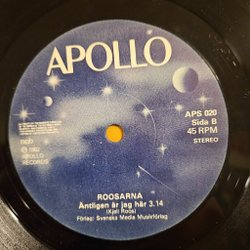 APOLLO
APS 020
Sida B
45 RPM
STEREO
℗ 1992
APOLLO
RECORDS
ROOSARNA
Äntligen är jag här 3.14
(Kjell Roos)
Förlag: Svenska Media Musikförlag